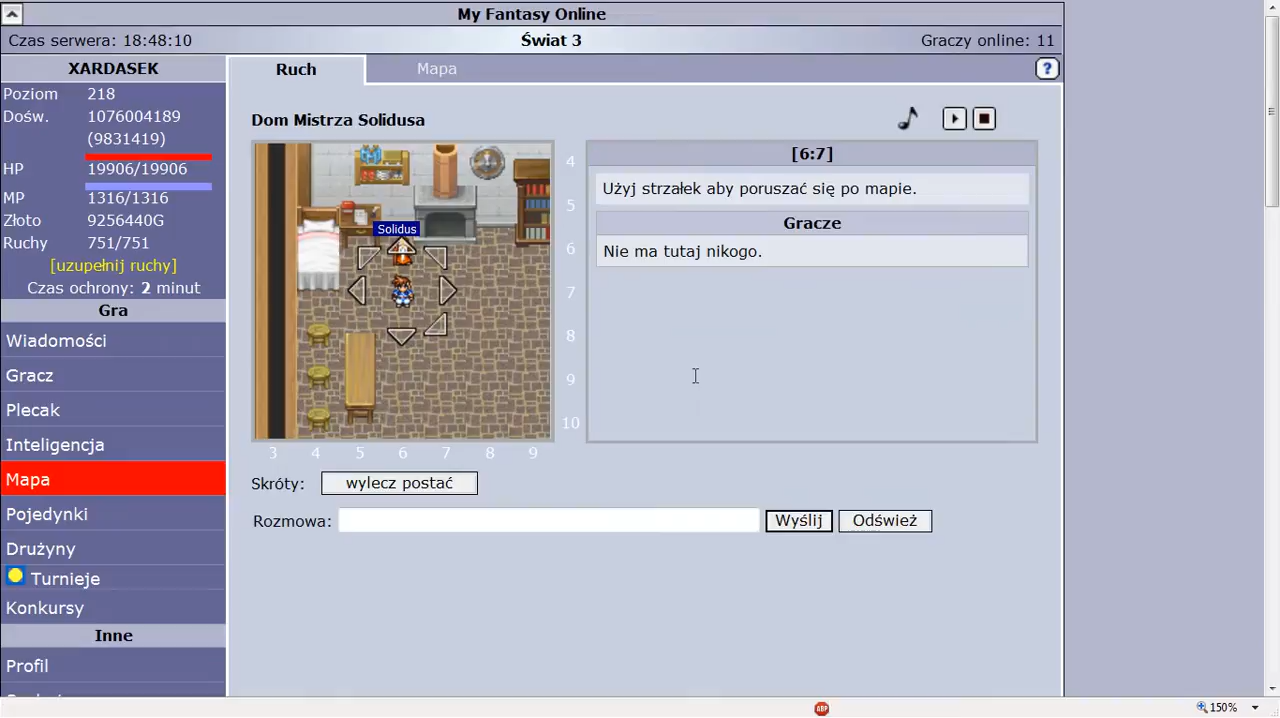 My Fantasy Online
Czas serwera: 18:48:10
Świat 3
Graczy online: 11
XARDASEK
Poziom 218
Dośw. 1076004189
(9831419)
HP 19906/19906
MP 1316/1316
Złoto 9256440G
Ruchy 751/751
[uzupełnij ruchy]
Czas ochrony: 2 minut
Gra
Wiadomości
Gracz
Plecak
Inteligencja
Mapa
Pojedynki
Drużyny
Turnieje
Konkursy
Inne
Profil
Ruch
Mapa
?
Dom Mistrza Solidusa
Solidus
4
5
6
7
8
9
10
3 4 5 6 7 8 9
[6:7]
Użyj strzałek aby poruszać się po mapie.
Gracze
Nie ma tutaj nikogo.
Skróty: wylecz postać
Rozmowa: Wyślij Odśwież
ABP
150%